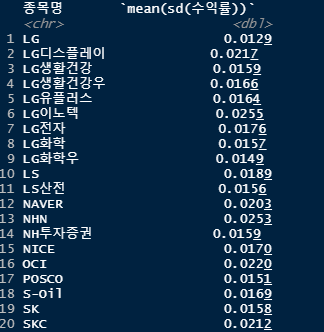 종목명 `mean(sd(수익률))`
<chr> <dbl>
1 LG 0.0129
2 LG디스플레이 0.0217
3 LG생활건강 0.0159
4 LG생활건강우 0.0166
5 LG유플러스 0.0164
6 LG이노텍 0.0255
7 LG전자 0.0176
8 LG화학 0.0157
9 LG화학우 0.0149
10 LS 0.0189
11 LS산전 0.0156
12 NAVER 0.0203
13 NHN 0.0253
14 NH투자증권 0.0159
15 NICE 0.0170
16 OCI 0.0220
17 POSCO 0.0151
18 S-Oil 0.0169
19 SK 0.0158
20 SKC 0.0212